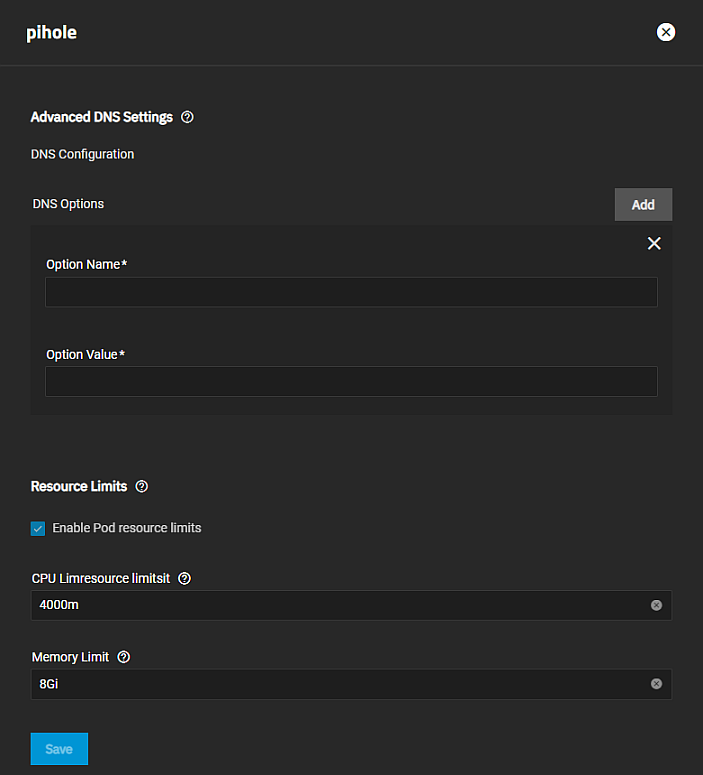 pihole
Advanced DNS Settings
DNS Configuration
DNS Options
Add
Option Name*
Option Value*
Resource Limits
Enable Pod resource limits
CPU Limresource limitsit
4000m
Memory Limit
8Gi
Save